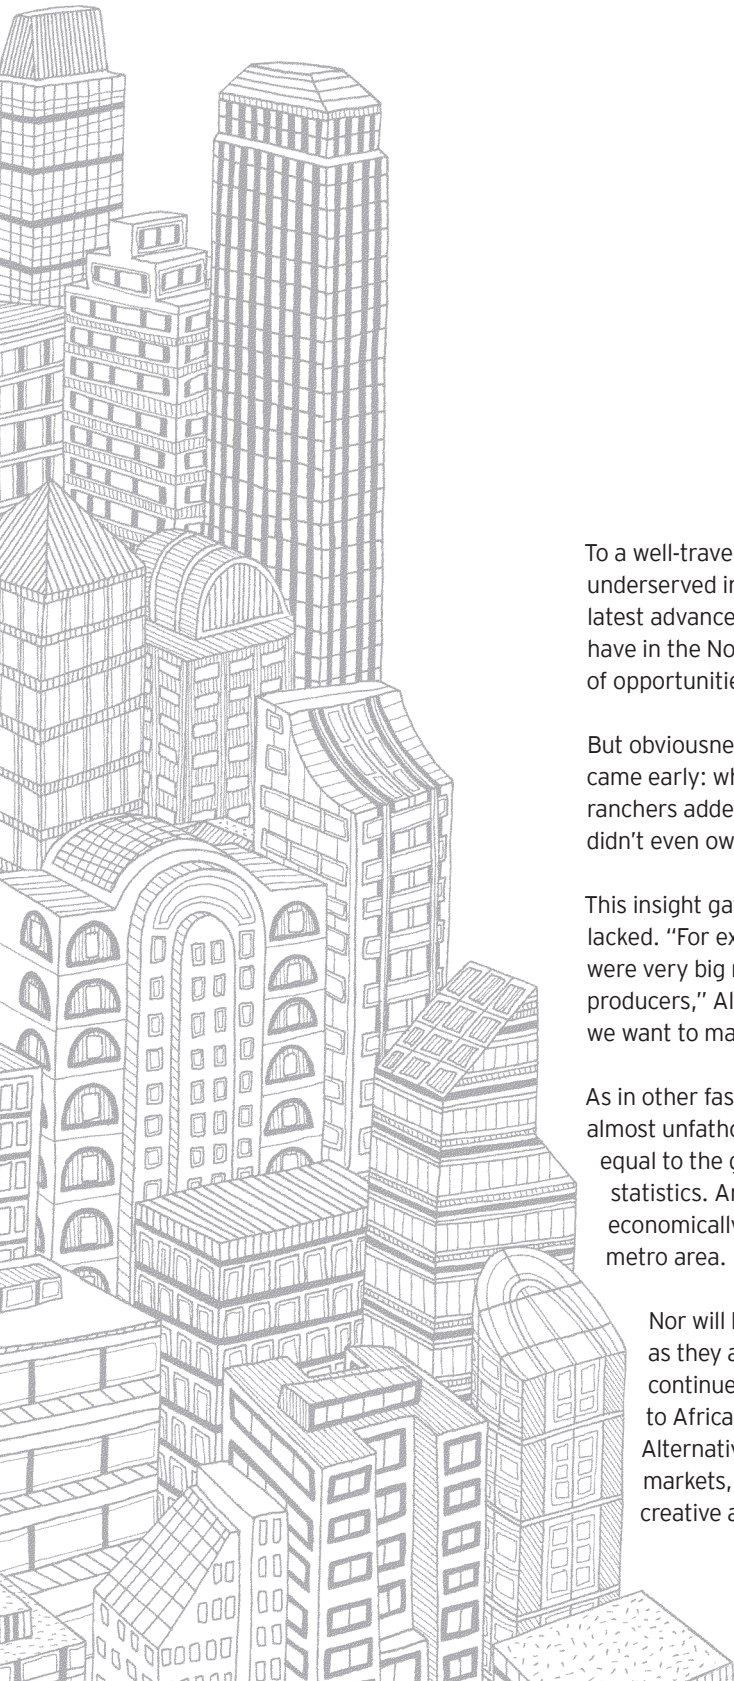 To a well-trave
underserved in
latest advance
have in the No
of opportunitie
But obviousne
came early: wh
ranchers adde
didn't even ow
This insight ga
lacked. “For ex
were very big r
producers,” Al
we want to ma
As in other fas
almost unfatho
equal to the g
statistics. Ar
economically
metro area.
Nor will
as they a
continue
to Africa
Alternativ
markets,
creative a